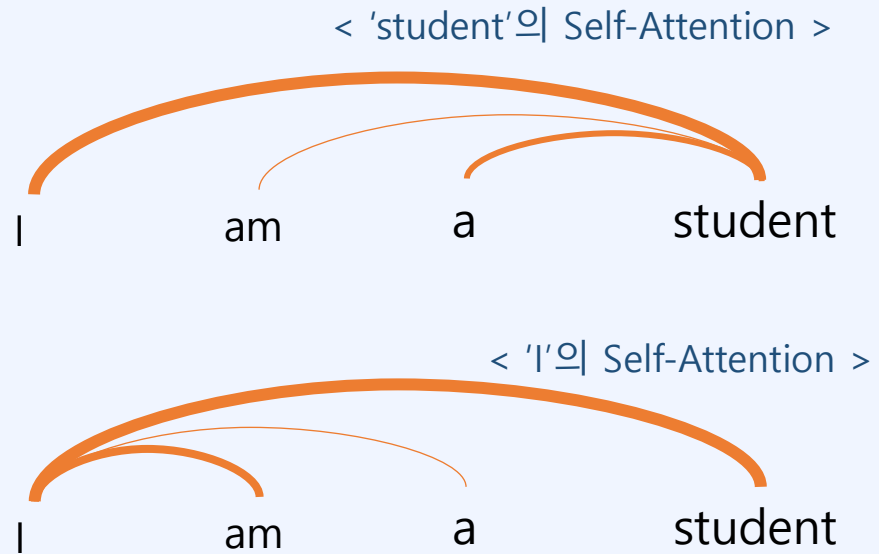 < 'student'의 Self-Attention >
I am a student
< 'I'의 Self-Attention >
I am a student